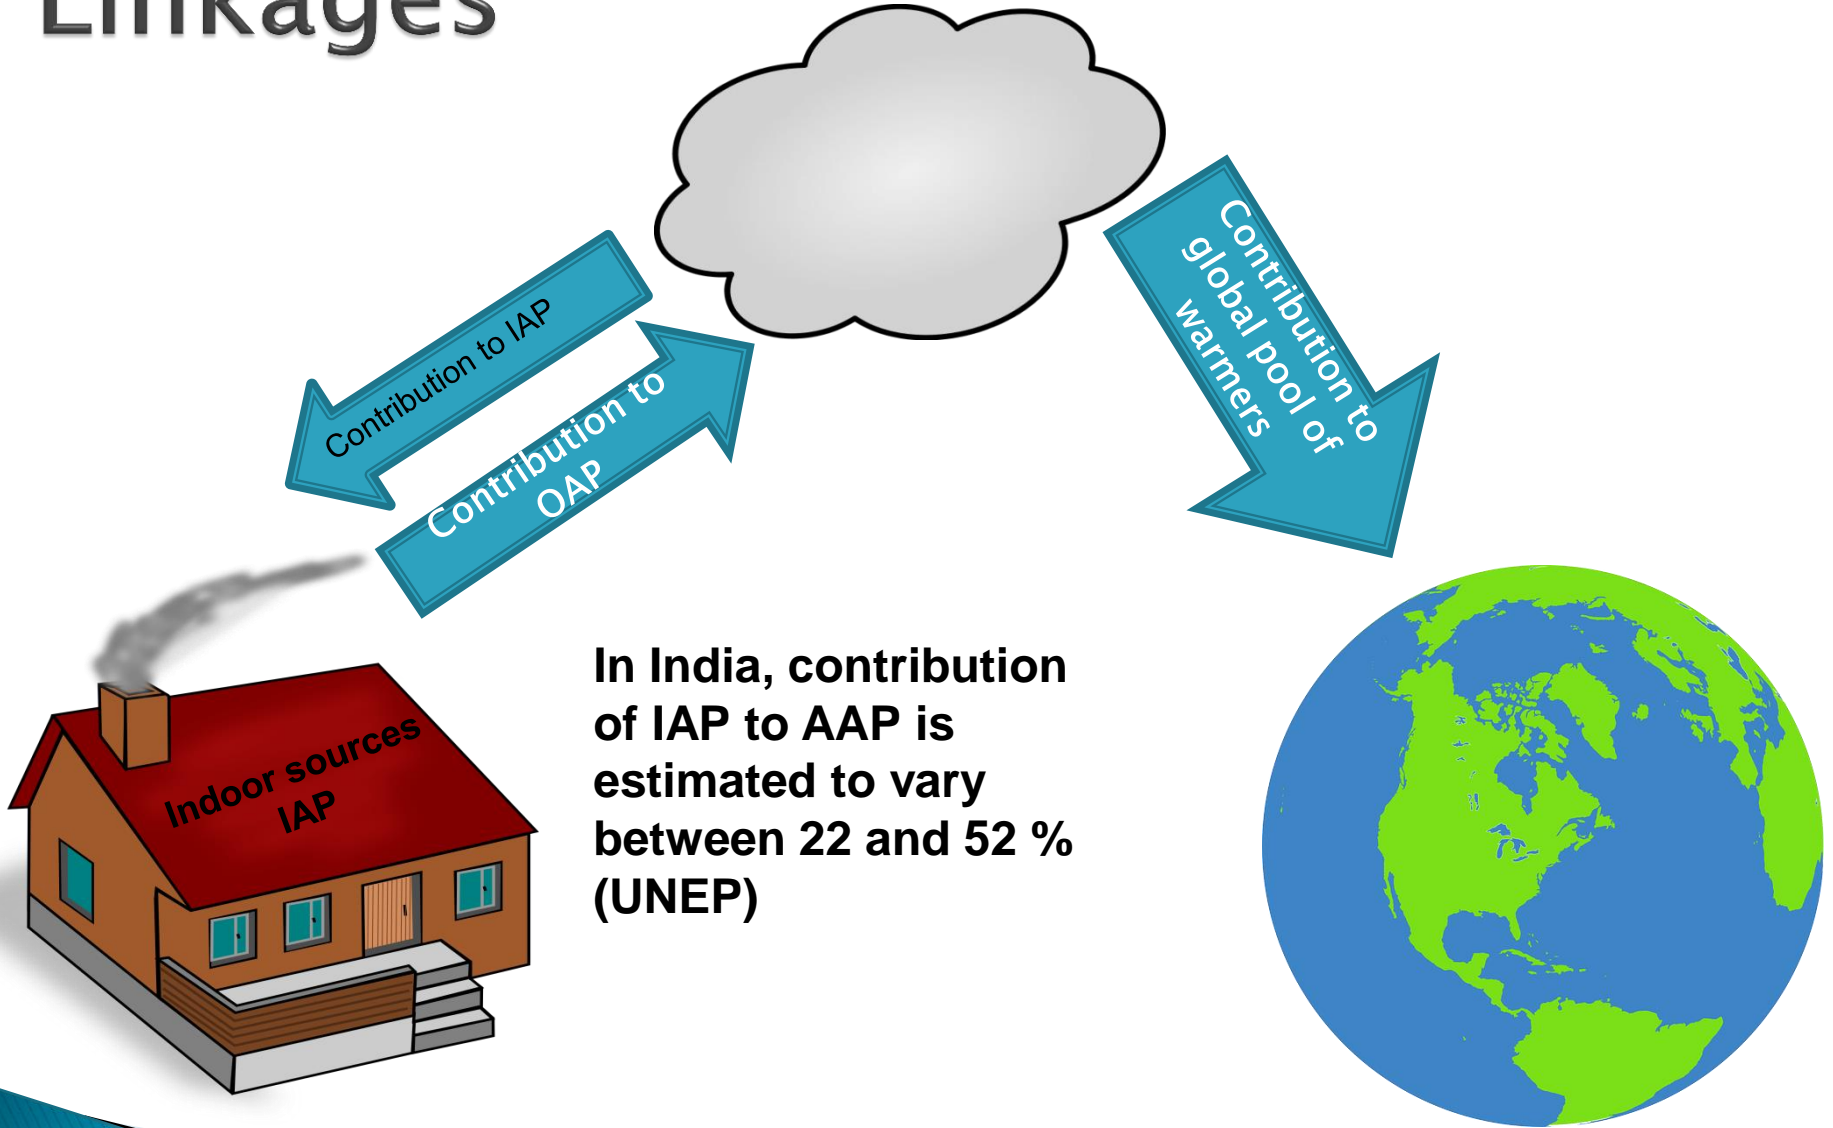 Linkages
Contribution to IAP
Contribution to
OAP
Contribution to
global pool of
warmers
Indoor sources
IAP
In India, contribution
of IAP to AAP is
estimated to vary
between 22 and 52 %
(UNEP)